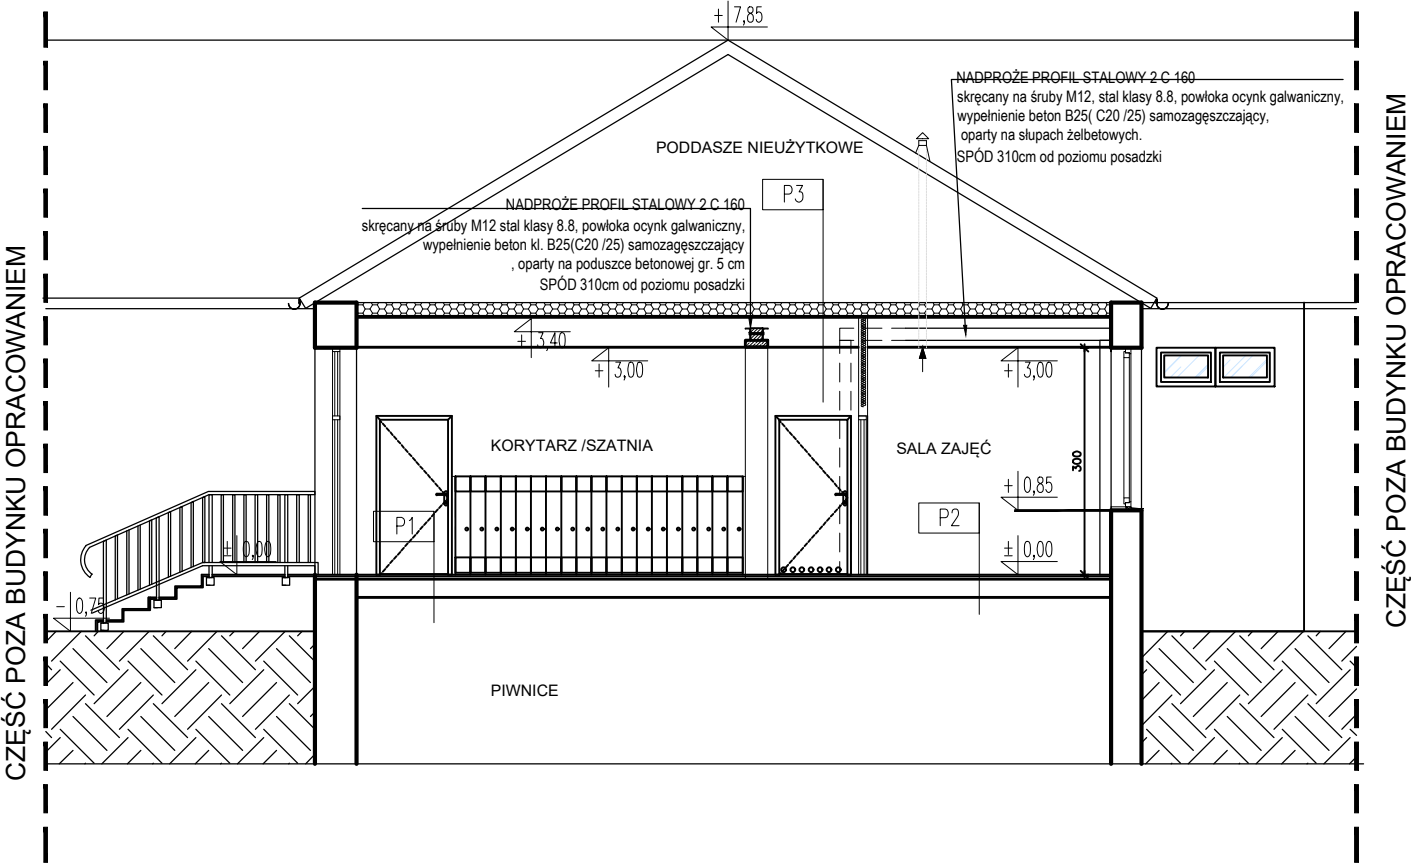 + 7,85
NADPROŻE PROFIL STALOWY 2 C 160
skręcany na śruby M12, stal klasy 8.8, powłoka ocynk galwaniczny,
wypełnienie beton B25( C20 /25) samozagęszczający,
oparty na słupach żelbetowych.
SPÓD 310cm od poziomu posadzki
PODDASZE NIEUŻYTKOWE
P3
NADPROŻE PROFIL STALOWY 2 C 160
skręcany na śruby M12 stal klasy 8.8, powłoka ocynk galwaniczny,
wypełnienie beton kl. B25(C20 /25) samozagęszczający
, oparty na poduszce betonowej gr. 5 cm
SPÓD 310cm od poziomu posadzki
+ 3,40
+ 3,00
+ 3,00
KORYTARZ /SZATNIA
SALA ZAJĘĆ
300
+ 0,85
P1
P2
± 0,00
± 0,00
- 0,75
PIWNICE
CZĘŚĆ POZA BUDYNKU OPRACOWANIEM
CZĘŚĆ POZA BUDYNKU OPRACOWANIEM